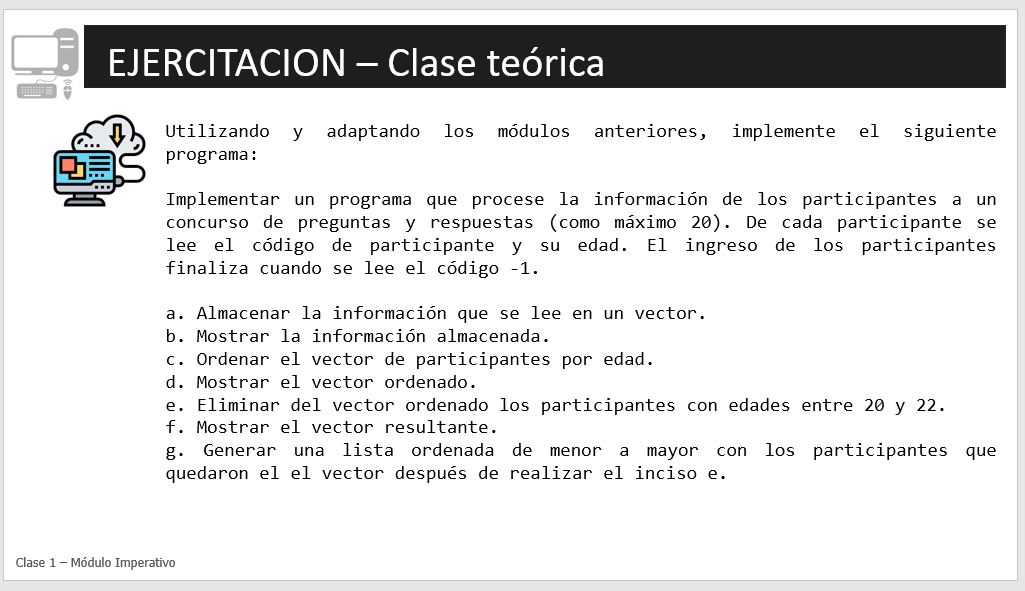 EJERCITACION – Clase teórica
Utilizando y adaptando los módulos anteriores, implemente el siguiente
programa:
Implementar un programa que procese la información de los participantes a un
concurso de preguntas y respuestas (como máximo 20). De cada participante se
lee el código de participante y su edad. El ingreso de los participantes
finaliza cuando se lee el código -1.
a. Almacenar la información que se lee en un vector.
b. Mostrar la información almacenada.
c. Ordenar el vector de participantes por edad.
d. Mostrar el vector ordenado.
e. Eliminar del vector ordenado los participantes con edades entre 20 y 22.
f. Mostrar el vector resultante.
g. Generar una lista ordenada de menor a mayor con los participantes que
quedaron el el vector después de realizar el inciso e.
Clase 1 – Módulo Imperativo